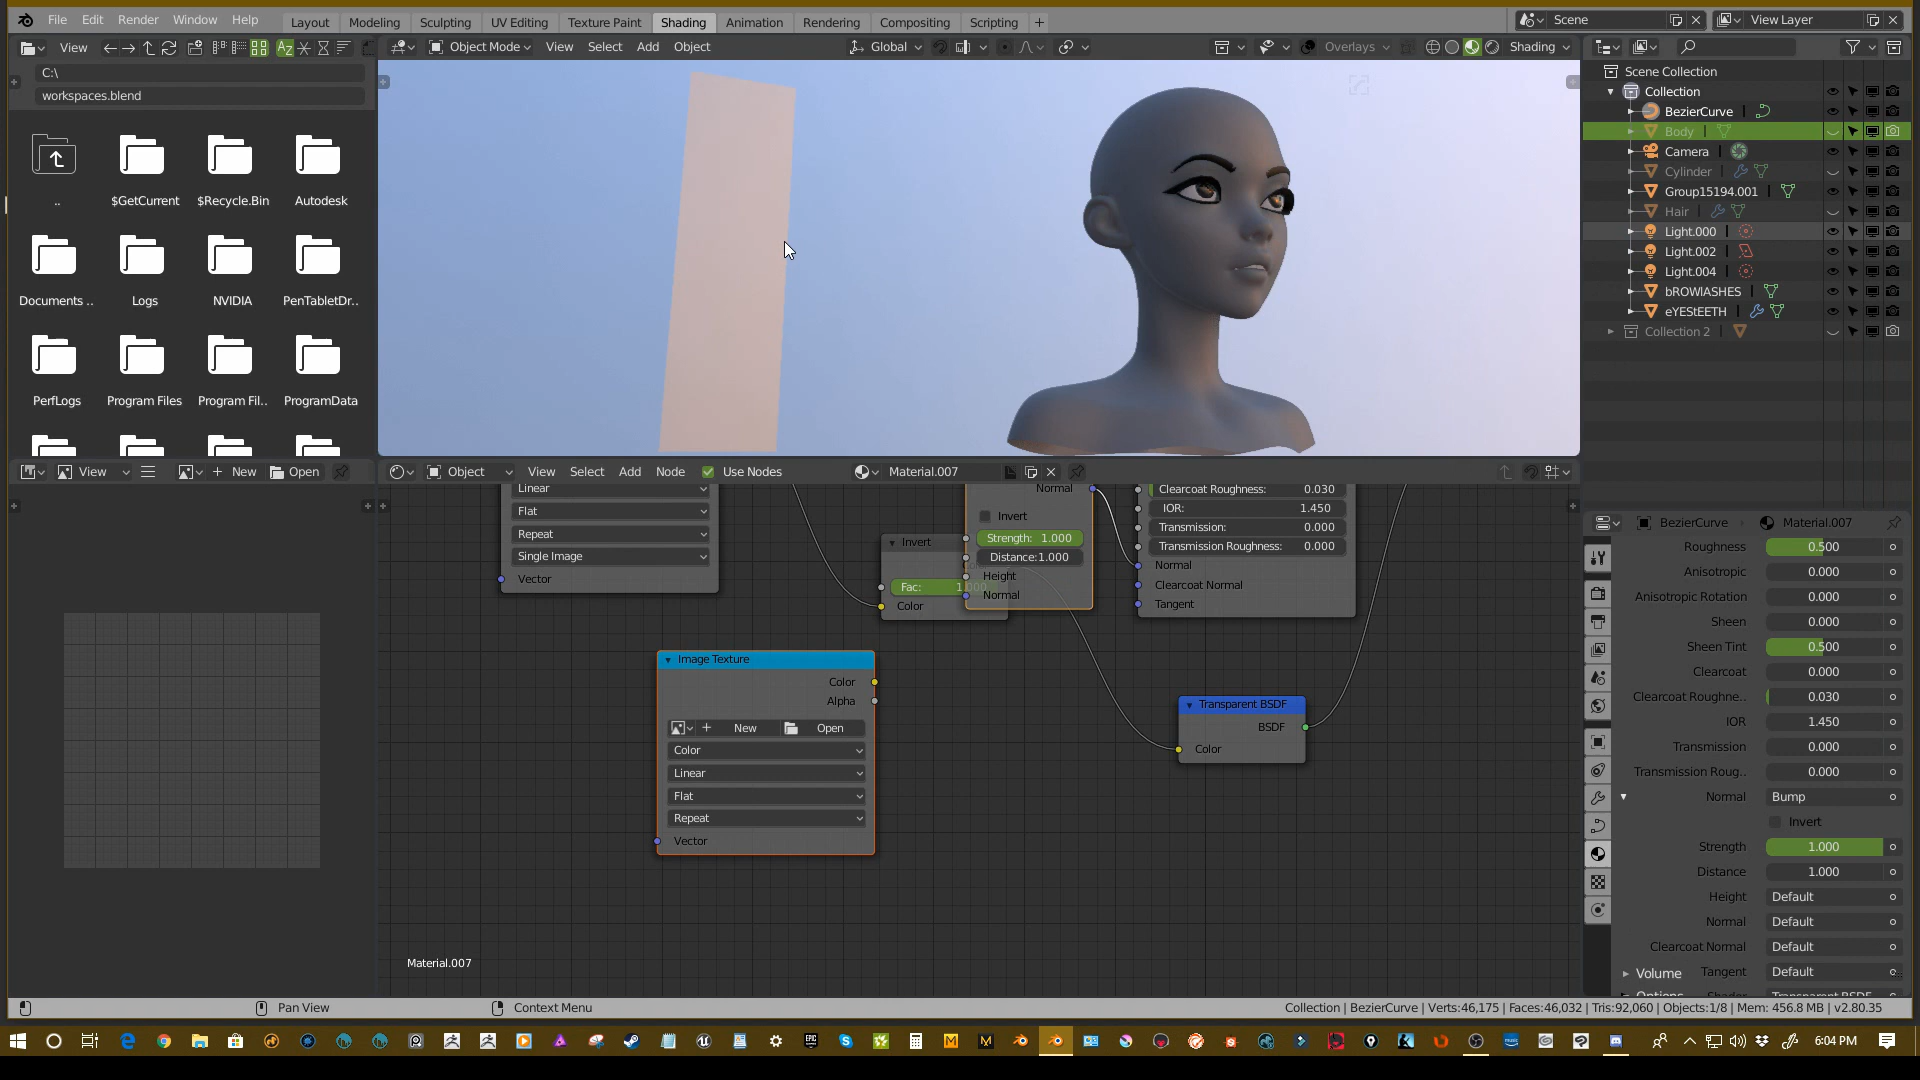 File Edit Render Window Help Layout Modeling Sculpting UV Editing Texture Paint Shading Animation Rendering Compositing Scripting + Scene View Layer
View Az Object Mode View Select Add Object Global Overlays Shading
C:\
workspaces.blend
.. $GetCurrent $Recycle.Bin Autodesk
Documents .. Logs NVIDIA PenTabletDr..
PerfLogs Program Files Program Fil.. ProgramData
Scene Collection
Collection
BezierCurve
Body
Camera
Cylinder
Group15194.001
Hair
Light.000
Light.002
Light.004
bROWlASHES
eYEStEETH
Collection 2
View New Open Object View Select Add Node Use Nodes Material.007
Linear
Flat
Repeat
Single Image
Vector
Invert
Fac: 1.000
Color
Normal
Invert
Strength: 1.000
Distance:1.000
Height
Normal
Clearcoat Roughness: 0.030
IOR: 1.450
Transmission: 0.000
Transmission Roughness: 0.000
Normal
Clearcoat Normal
Tangent
Image Texture
Color
Alpha
New Open
Color
Linear
Flat
Repeat
Vector
Transparent BSDF
BSDF
Color
Material.007
BezierCurve Material.007
Roughness 0.500
Anisotropic 0.000
Anisotropic Rotation 0.000
Sheen 0.000
Sheen Tint 0.500
Clearcoat 0.000
Clearcoat Roughne.. 0.030
IOR 1.450
Transmission 0.000
Transmission Roug.. 0.000
Normal Bump
Invert
Strength 1.000
Distance 1.000
Height Default
Normal Default
Clearcoat Normal Default
Tangent Default
Volume
Pan View Context Menu Collection | BezierCurve | Verts:46,175 | Faces:46,032 | Tris:92,060 | Objects:1/8 | Mem: 456.8 MB | v2.80.35
6:04 PM